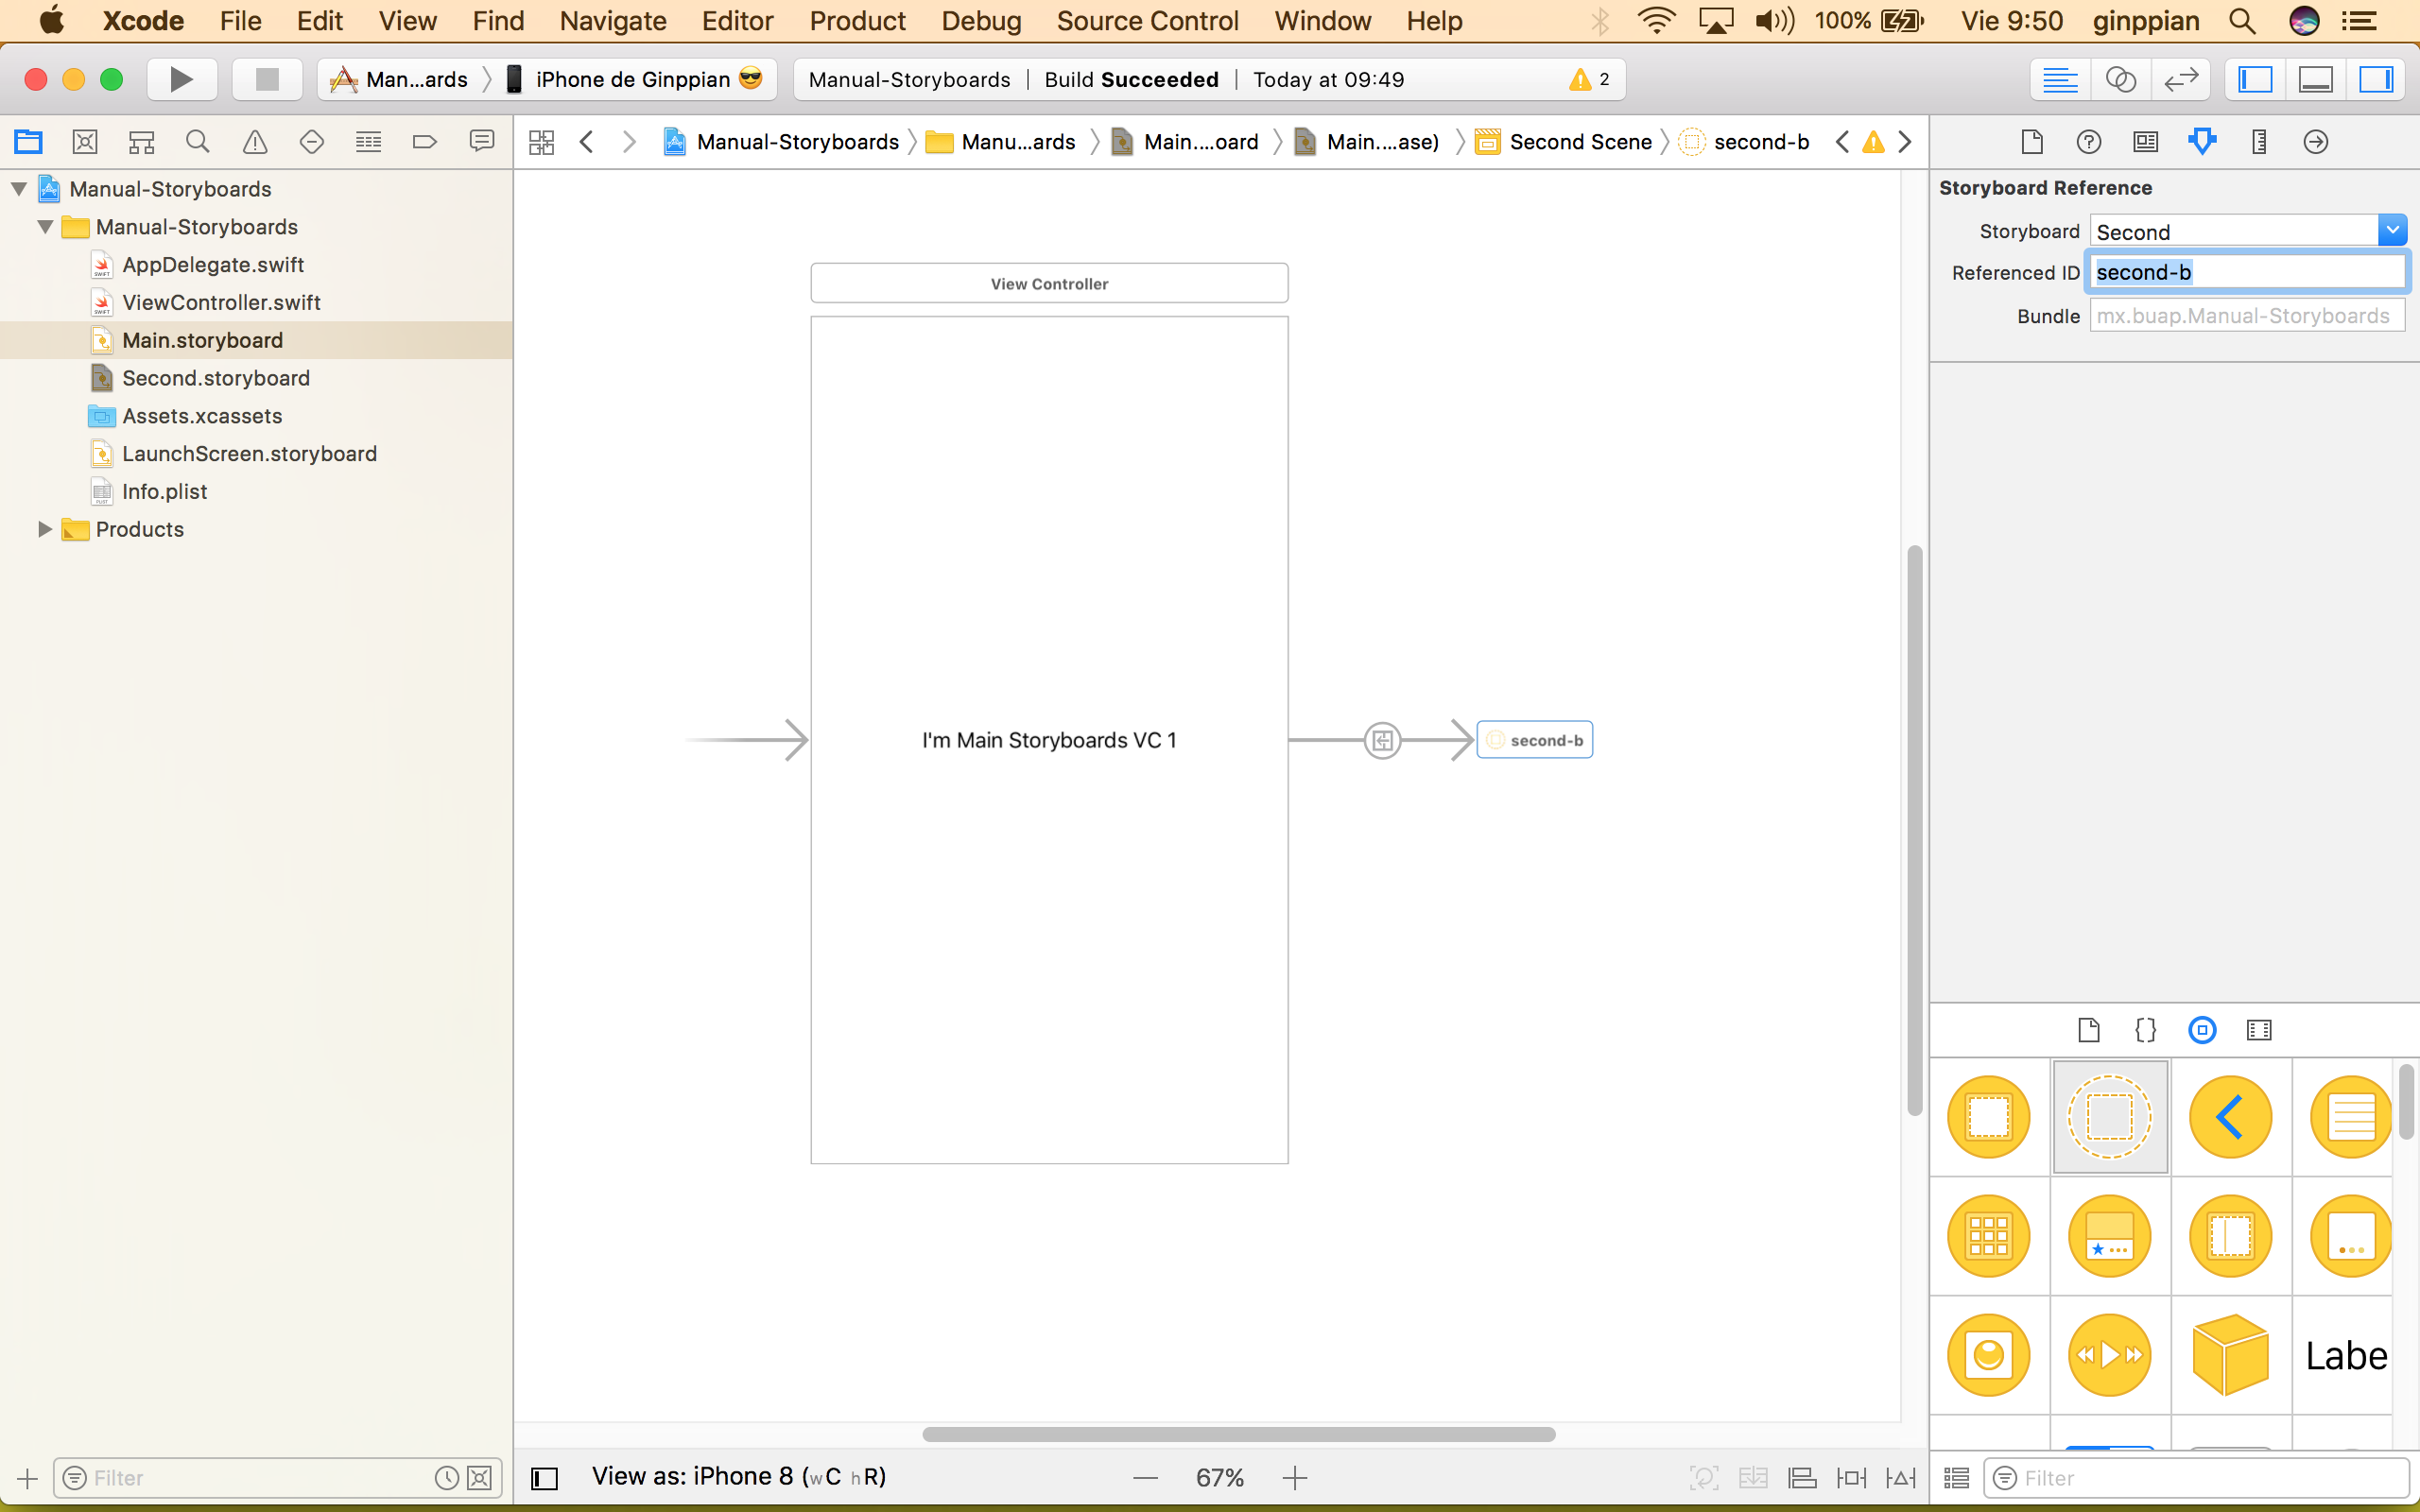 Xcode File Edit View Find Navigate Editor Product Debug Source Control Window Help 100% Vie 9:50 ginppian
Man...ards iPhone de Ginppian 😎 Manual-Storyboards | Build Succeeded | Today at 09:49 2
Manual-Storyboards Manu...ards Main....oard Main....ase) Second Scene second-b
Manual-Storyboards
Manual-Storyboards
AppDelegate.swift
ViewController.swift
Main.storyboard
Second.storyboard
Assets.xcassets
LaunchScreen.storyboard
Info.plist
Products
View Controller
I'm Main Storyboards VC 1
second-b
Storyboard Reference
Storyboard Second
Referenced ID second-b
Bundle mx.buap.Manual-Storyboards
{}
Labe
Filter
View as: iPhone 8 (wC hR) — 67% +
Filter